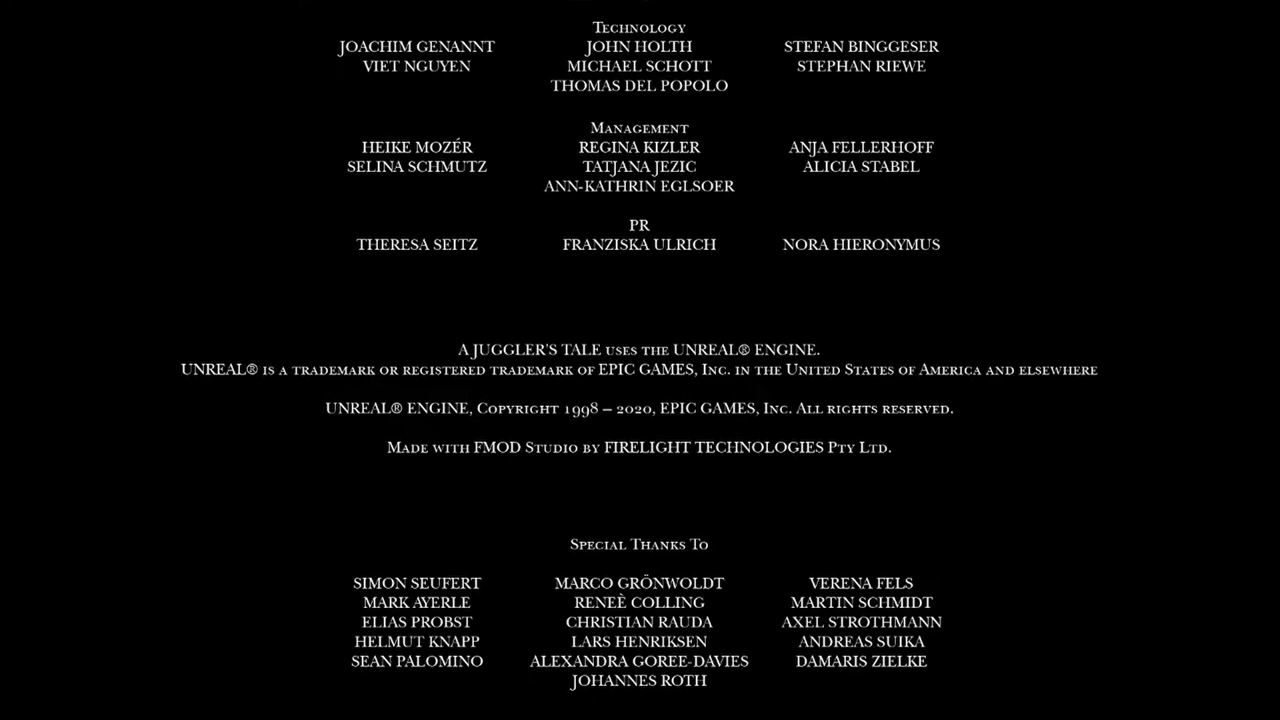 Technology
JOACHIM GENANNT JOHN HOLTH STEFAN BINGGESER
VIET NGUYEN MICHAEL SCHOTT STEPHAN RIEWE
THOMAS DEL POPOLO
Management
HEIKE MOZÉR REGINA KIZLER ANJA FELLERHOFF
SELINA SCHMUTZ TATJANA JEZIC ALICIA STABEL
ANN-KATHRIN EGLSOER
PR
THERESA SEITZ FRANZISKA ULRICH NORA HIERONYMUS
A JUGGLER'S TALE uses the UNREAL® ENGINE.
UNREAL® is a trademark or registered trademark of EPIC GAMES, Inc. in the United States of America and elsewhere
UNREAL® ENGINE, Copyright 1998 – 2020, EPIC GAMES, Inc. All rights reserved.
Made with FMOD Studio by FIRELIGHT TECHNOLOGIES Pty Ltd.
Special Thanks To
SIMON SEUFERT MARCO GRÖNWOLDT VERENA FELS
MARK AYERLE RENEÈ COLLING MARTIN SCHMIDT
ELIAS PROBST CHRISTIAN RAUDA AXEL STROTHMANN
HELMUT KNAPP LARS HENRIKSEN ANDREAS SUIKA
SEAN PALOMINO ALEXANDRA GOREE-DAVIES DAMARIS ZIELKE
JOHANNES ROTH